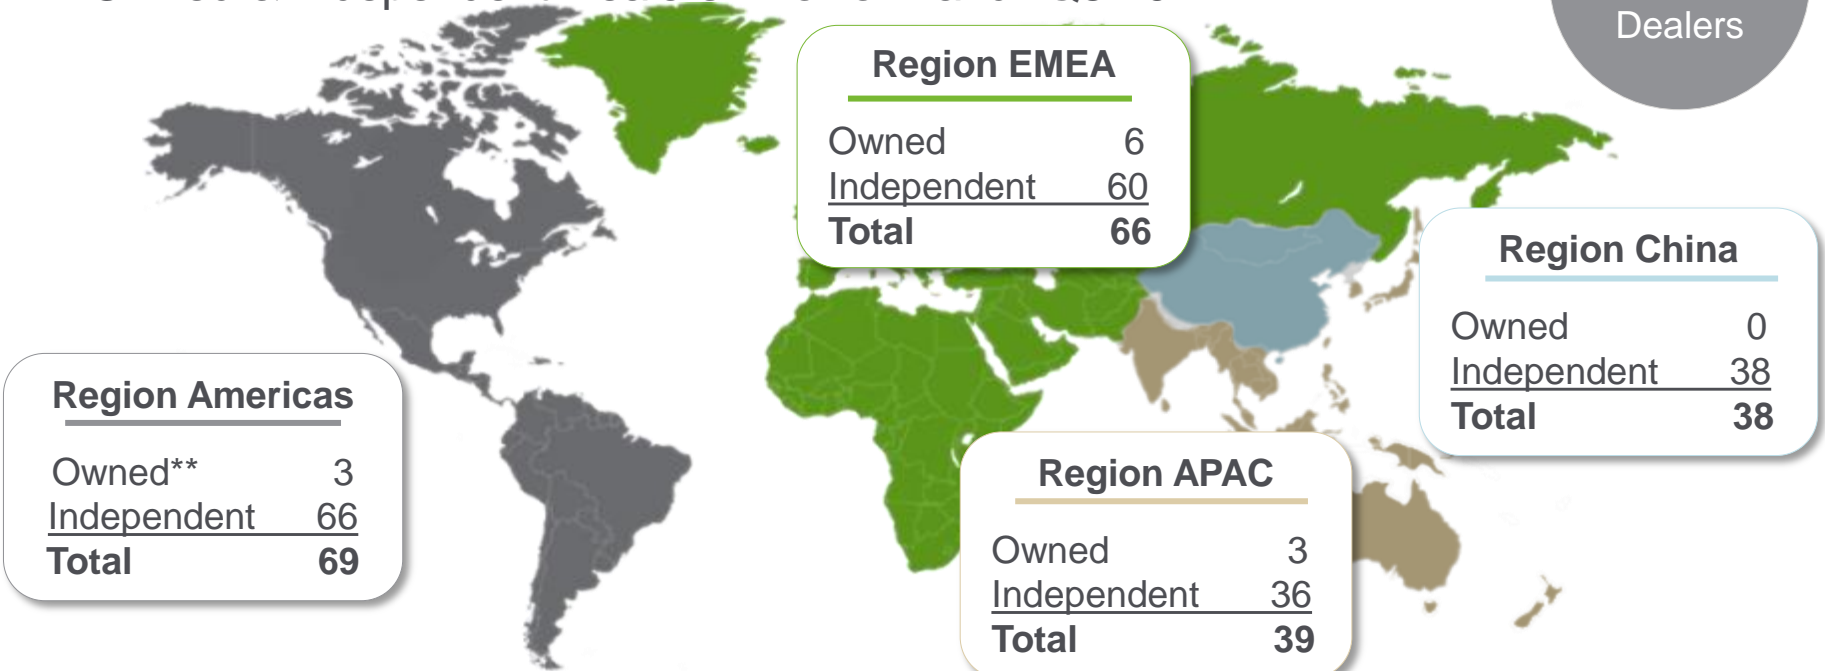 Dealers
Region EMEA
Owned 6
Independent 60
Total 66
Region China
Owned 0
Independent 38
Total 38
Region Americas
Owned** 3
Independent 66
Total 69
Region APAC
Owned 3
Independent 36
Total 39